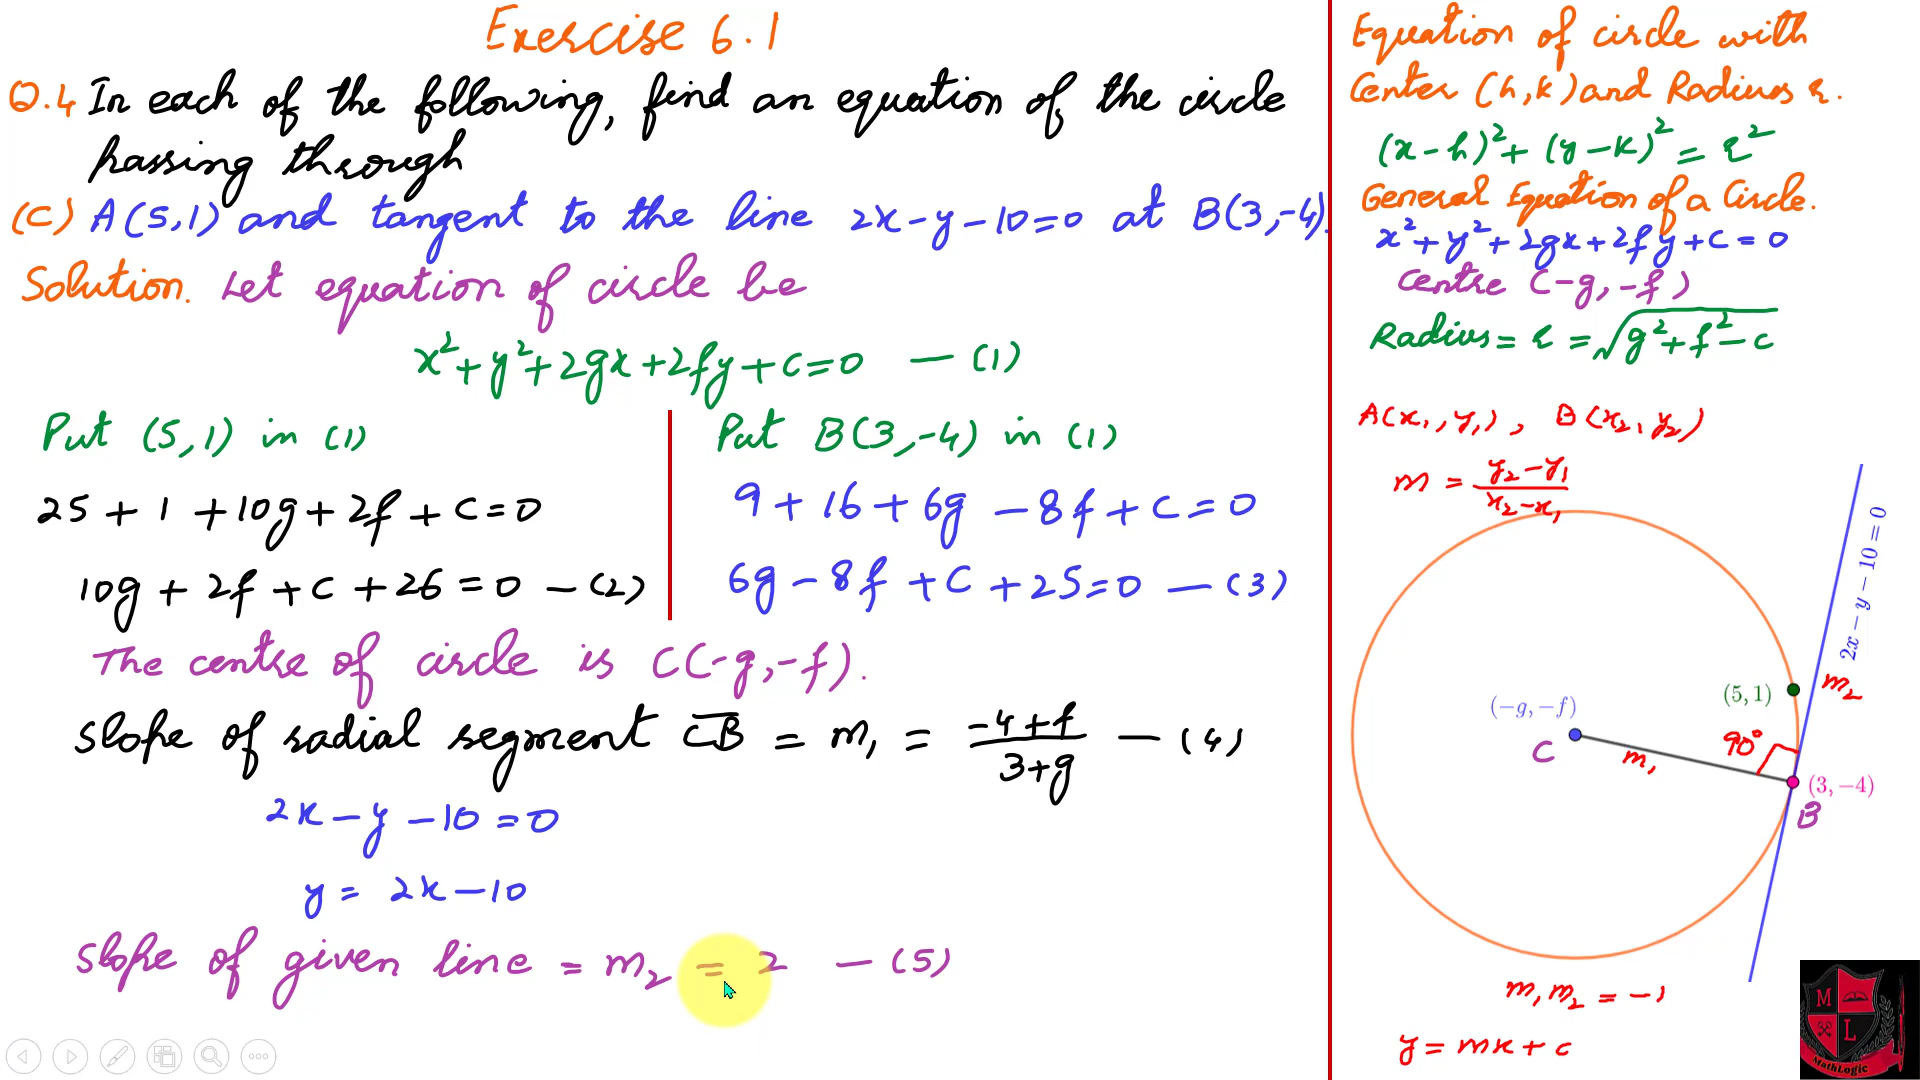 Exercise 6.1
Q.4 In each of the following, find an equation of the circle
passing through
(C) A(5,1) and tangent to the line 2x-y-10=0 at B(3,-4).
Solution. Let equation of circle be
x²+y²+2gx+2fy+c=0 — (1)
Put (5,1) in (1)
25+1+10g+2f+c=0
10g+2f+c+26=0 — (2)
Put B(3,-4) in (1)
9+16+6g-8f+c=0
6g-8f+c+25=0 — (3)
The centre of circle is C(-g,-f).
Slope of radial segment C̅B̅ = m₁ = (-4+f)/(3+g) — (4)
2x-y-10=0
y = 2x-10
Slope of given line = m₂ = 2 — (5)
Equation of circle with
Center (h,k) and Radius r.
(x-h)²+(y-k)²=r²
General Equation of a Circle.
x²+y²+2gx+2fy+c=0
Centre (-g,-f)
Radius = r = √(g²+f²-c)
A(x₁,y₁), B(x₂,y₂)
m = (y₂-y₁)/(x₂-x₁)
2x - y - 10 = 0
(5, 1)
m₂
(-g, -f)
C
m₁
90°
(3, -4)
B
m₁m₂=-1
y=mx+c
M
L
MathLogic